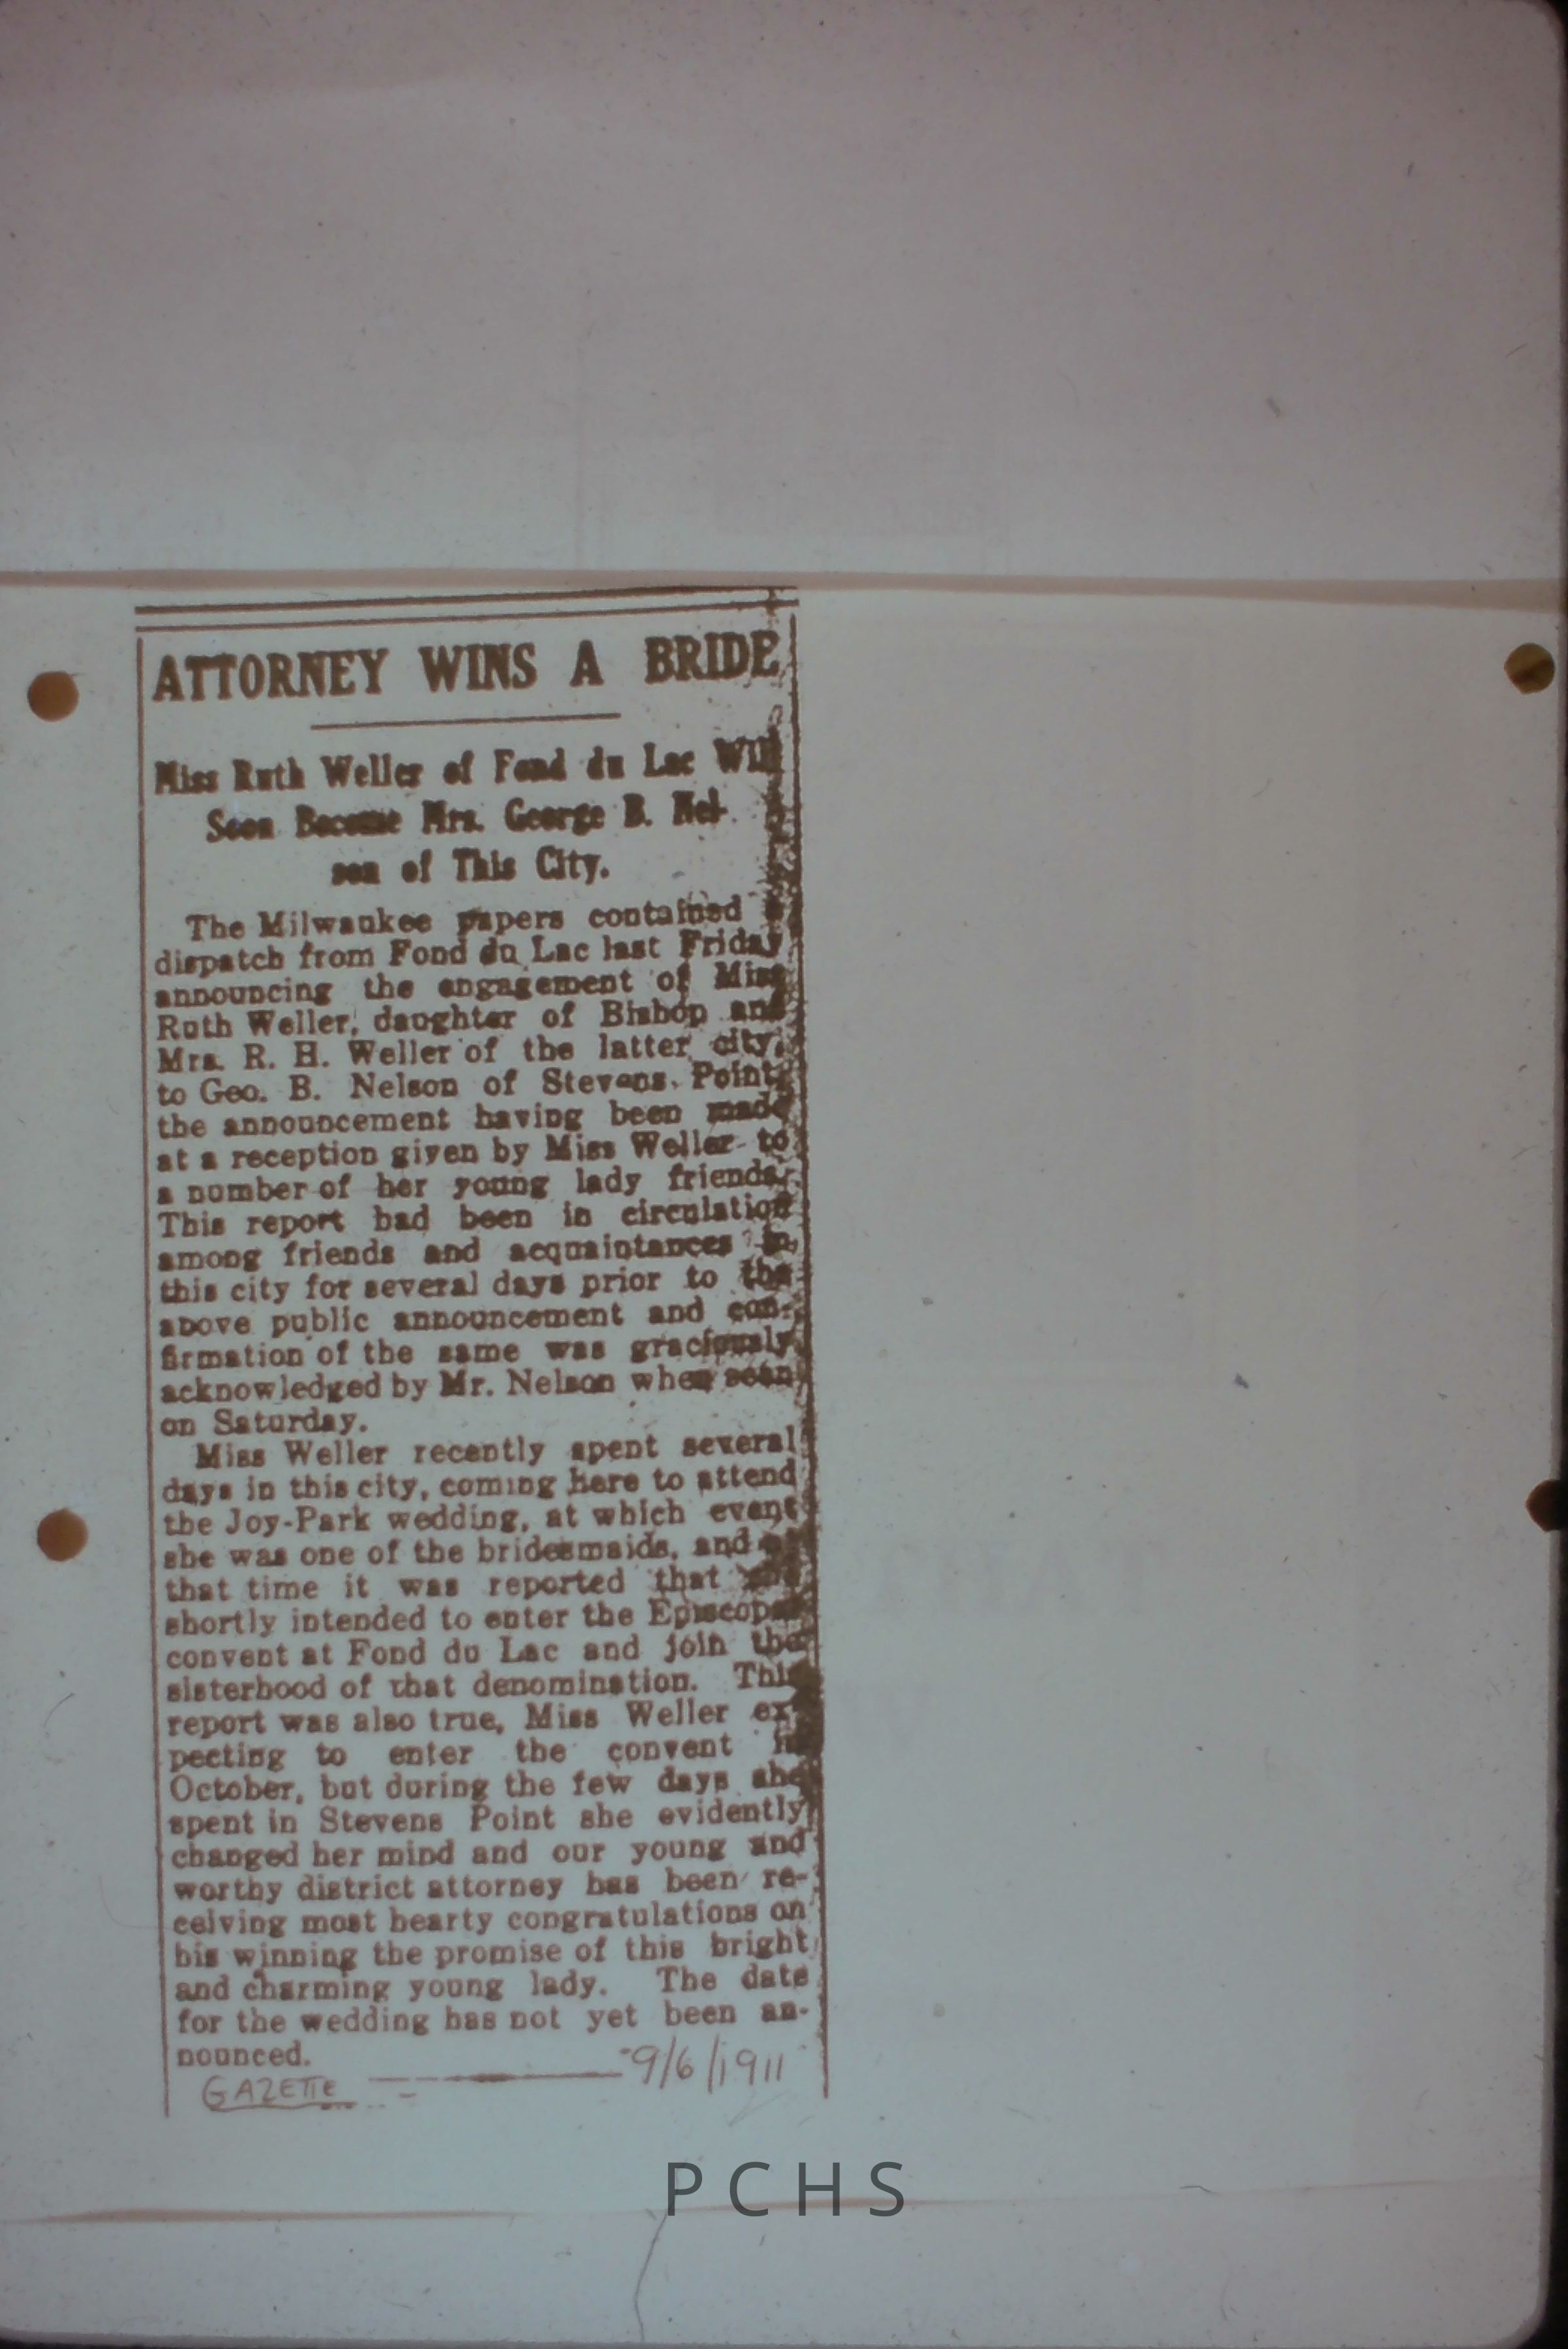 ATTORNEY WINS A BRIDE
Miss Ruth Weller of Fond du Lac Will
Soon Become Mrs. George B. Nel-
son of This City.
The Milwaukee papers contained a
dispatch from Fond du Lac last Friday
announcing the engagement of Miss
Ruth Weller, daughter of Bishop and
Mrs. R. H. Weller of the latter city,
to Geo. B. Nelson of Stevens Point,
the announcement having been made
at a reception given by Miss Weller to
a number of her young lady friends.
This report had been in circulation
among friends and acquaintances in
this city for several days prior to the
above public announcement and con-
firmation of the same was graciously
acknowledged by Mr. Nelson when seen
on Saturday.
Miss Weller recently spent several
days in this city, coming here to attend
the Joy-Park wedding, at which event
she was one of the bridesmaids, and at
that time it was reported that she
shortly intended to enter the Episcopal
convent at Fond du Lac and join the
sisterhood of that denomination. This
report was also true, Miss Weller ex-
pecting to enter the convent in
October, but during the few days she
spent in Stevens Point she evidently
changed her mind and our young and
worthy district attorney has been re-
ceiving most hearty congratulations on
his winning the promise of this bright
and charming young lady. The date
for the wedding has not yet been an-
nounced.
GAZETTE 9/6/1911
PCHS